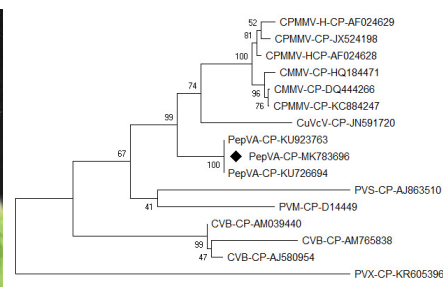 52
CPMMV-H-CP-AF024629
81
CPMMV-CP-JX524198
CPMMV-HCP-AF024628
100
CMMV-CP-HQ184471
96
CMMV-CP-DQ444266
76
CPMMV-CP-KC884247
74
CuVcV-CP-JN591720
99
PepVA-CP-KU923763
100
PepVA-CP-MK783696
PepVA-CP-KU726694
67
PVS-CP-AJ863510
41
PVM-CP-D14449
CVB-CP-AM039440
99
CVB-CP-AM765838
47
CVB-CP-AJ580954
PVX-CP-KR605396